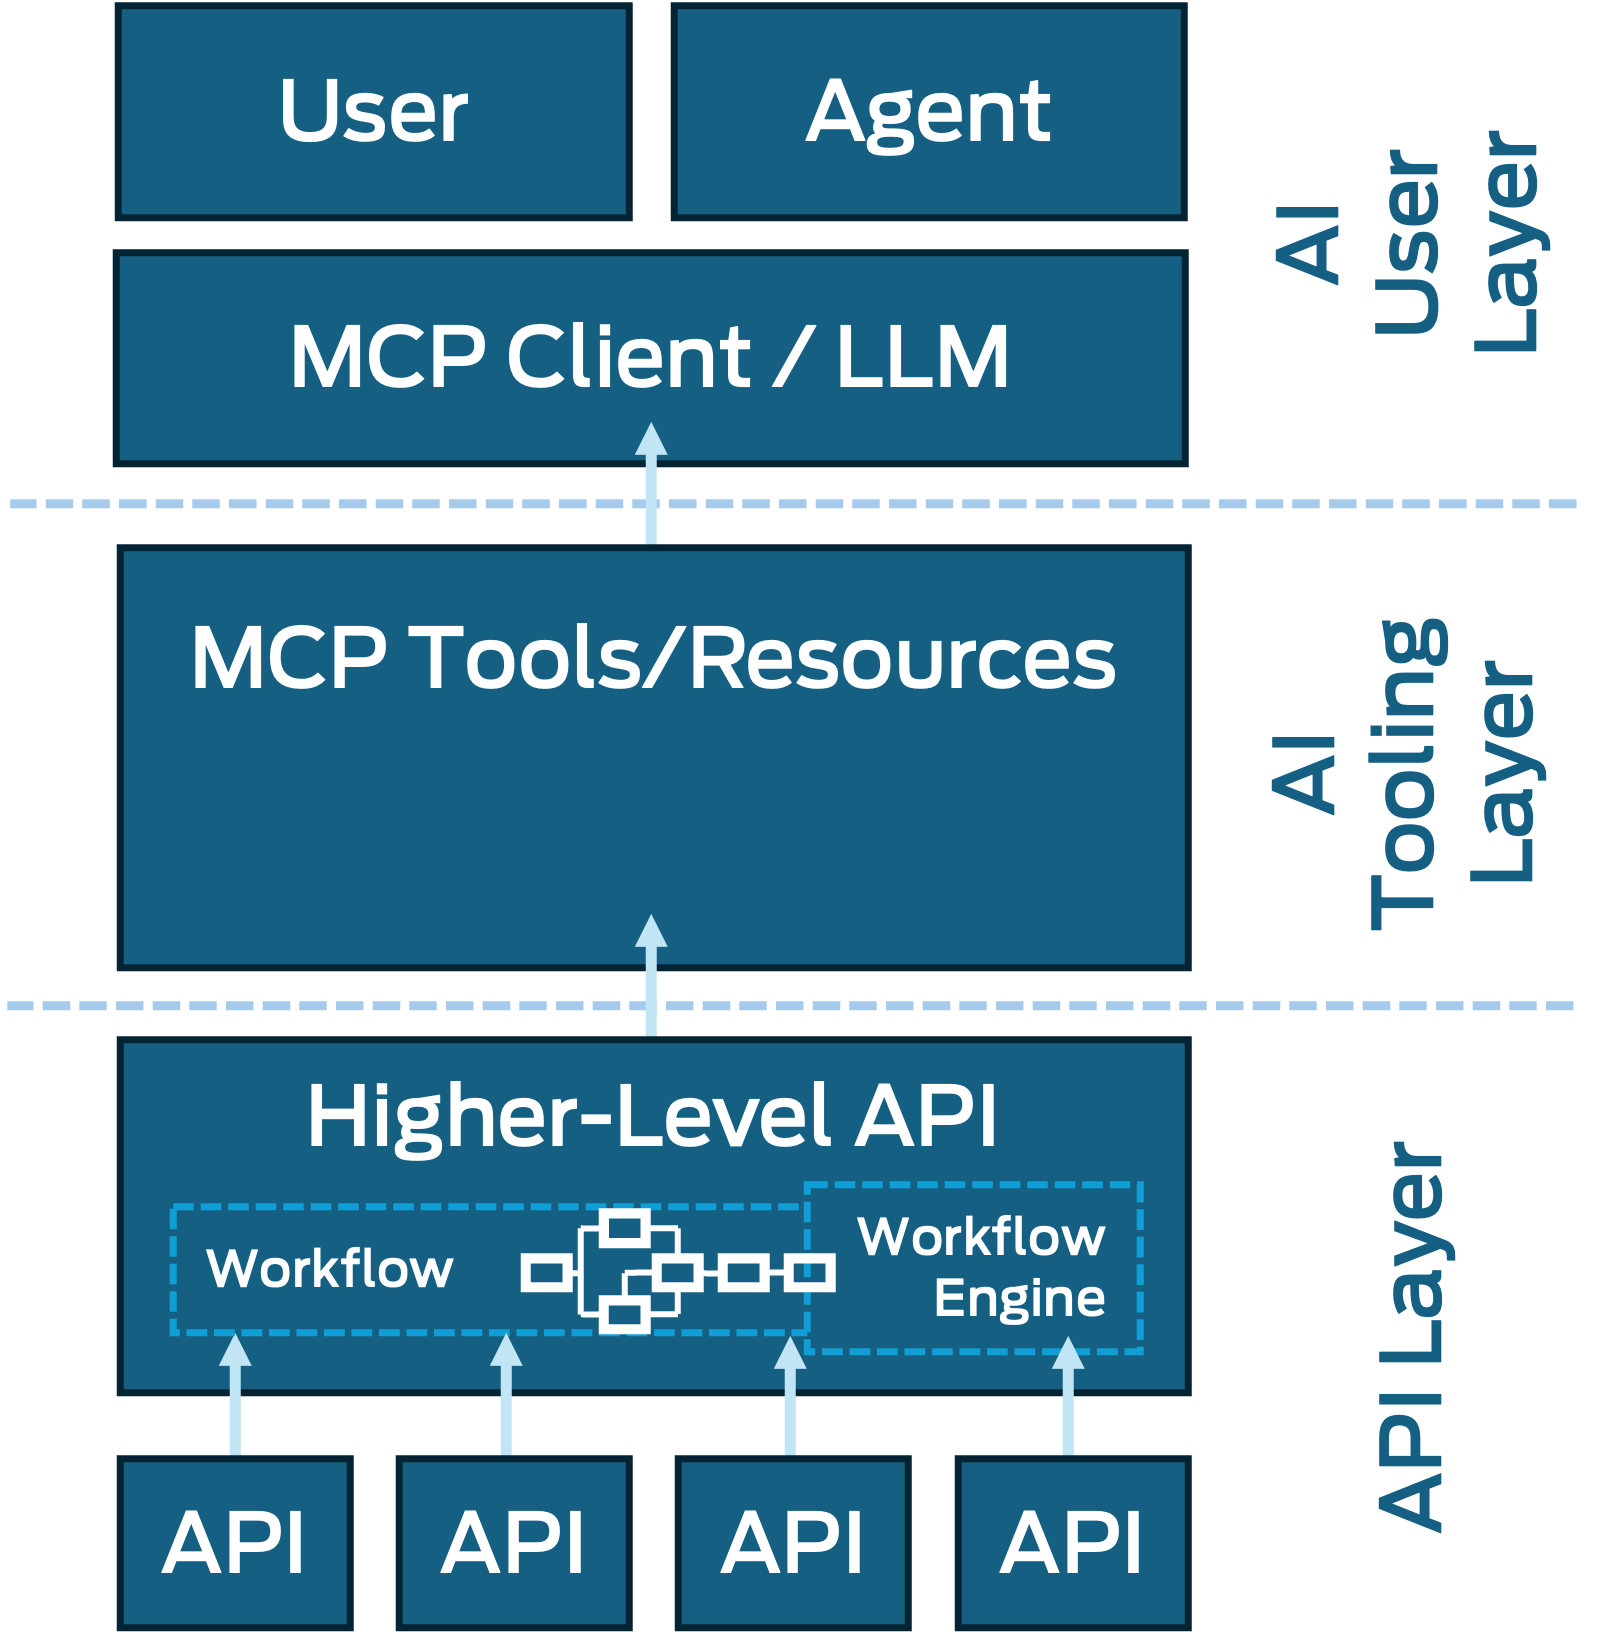 User
Agent
MCP Client / LLM
AI
User
Layer
MCP Tools/Resources
AI
Tooling
Layer
Higher-Level API
Workflow
Workflow
Engine
API
API
API
API
API Layer